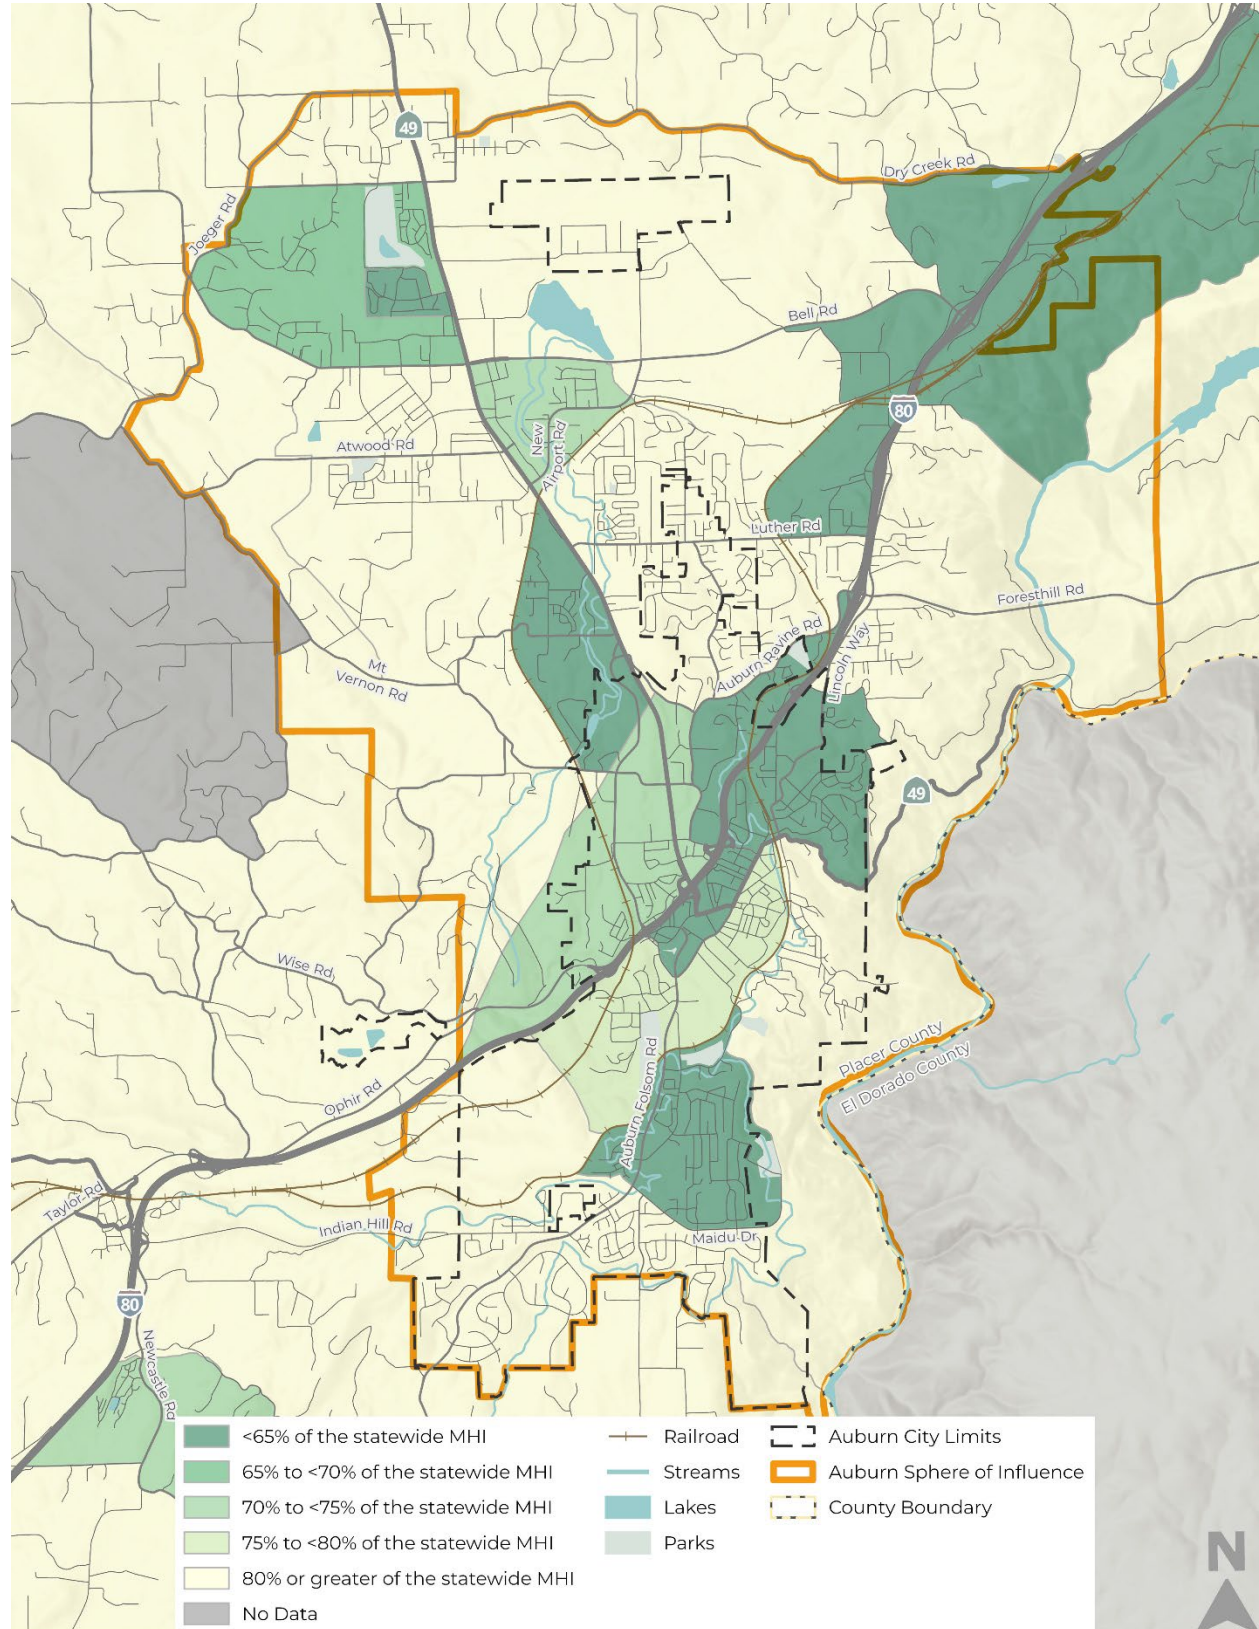 49
Dry Creek Rd
Joeger Rd
Bell Rd
80
New
Airport Rd
Atwood Rd
Luther Rd
Foresthill Rd
Auburn Ravine Rd
Lincoln Way
Mt
Vernon Rd
49
Wise Rd
Placer County
El Dorado County
Ophir Rd
Auburn Folsom Rd
Taylor Rd
Indian Hill Rd
Maidu Dr
80
Newcastle Rd
<65% of the statewide MHI
65% to <70% of the statewide MHI
70% to <75% of the statewide MHI
75% to <80% of the statewide MHI
80% or greater of the statewide MHI
No Data
Railroad
Streams
Lakes
Parks
Auburn City Limits
Auburn Sphere of Influence
County Boundary
N